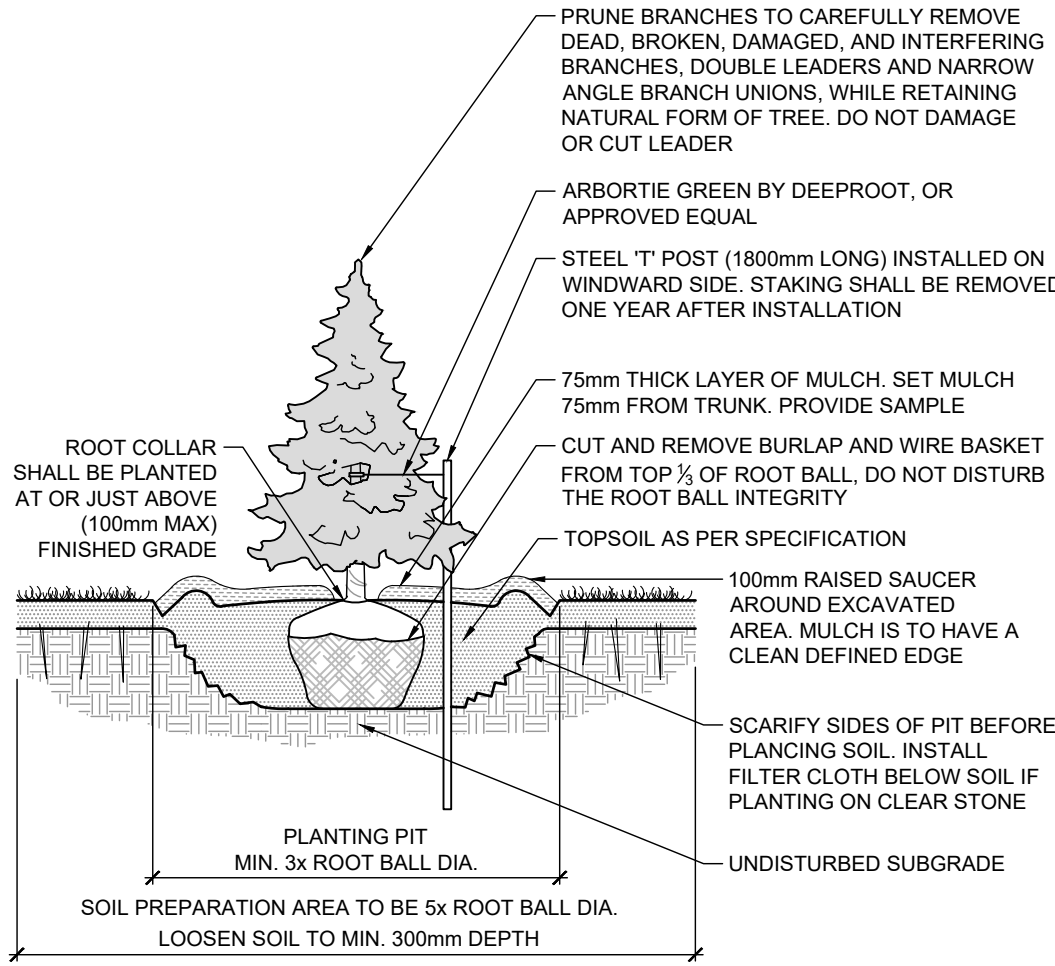 PRUNE BRANCHES TO CAREFULLY REMOVE
DEAD, BROKEN, DAMAGED, AND INTERFERING
BRANCHES, DOUBLE LEADERS AND NARROW
ANGLE BRANCH UNIONS, WHILE RETAINING
NATURAL FORM OF TREE. DO NOT DAMAGE
OR CUT LEADER
ARBORTIE GREEN BY DEEPROOT, OR
APPROVED EQUAL
STEEL 'T' POST (1800mm LONG) INSTALLED ON
WINDWARD SIDE. STAKING SHALL BE REMOVED
ONE YEAR AFTER INSTALLATION
75mm THICK LAYER OF MULCH. SET MULCH
75mm FROM TRUNK. PROVIDE SAMPLE
ROOT COLLAR
SHALL BE PLANTED
AT OR JUST ABOVE
(100mm MAX)
FINISHED GRADE
CUT AND REMOVE BURLAP AND WIRE BASKET
FROM TOP ⅓ OF ROOT BALL, DO NOT DISTURB
THE ROOT BALL INTEGRITY
TOPSOIL AS PER SPECIFICATION
100mm RAISED SAUCER
AROUND EXCAVATED
AREA. MULCH IS TO HAVE A
CLEAN DEFINED EDGE
SCARIFY SIDES OF PIT BEFORE
PLANCING SOIL. INSTALL
FILTER CLOTH BELOW SOIL IF
PLANTING ON CLEAR STONE
UNDISTURBED SUBGRADE
PLANTING PIT
MIN. 3x ROOT BALL DIA.
SOIL PREPARATION AREA TO BE 5x ROOT BALL DIA.
LOOSEN SOIL TO MIN. 300mm DEPTH